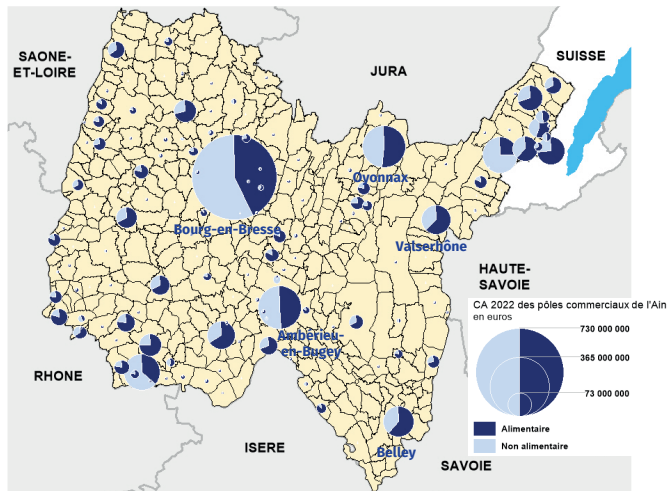 SAONE-
ET-LOIRE
JURA
SUISSE
Oyonnax
Bourg-en-Bresse
Valserhône
HAUTE-
SAVOIE
CA 2022 des pôles commerciaux de l'Ain
en euros
730 000 000
365 000 000
73 000 000
Alimentaire
Non alimentaire
Ambérieu-
en-Bugey
RHONE
ISERE
Belley
SAVOIE